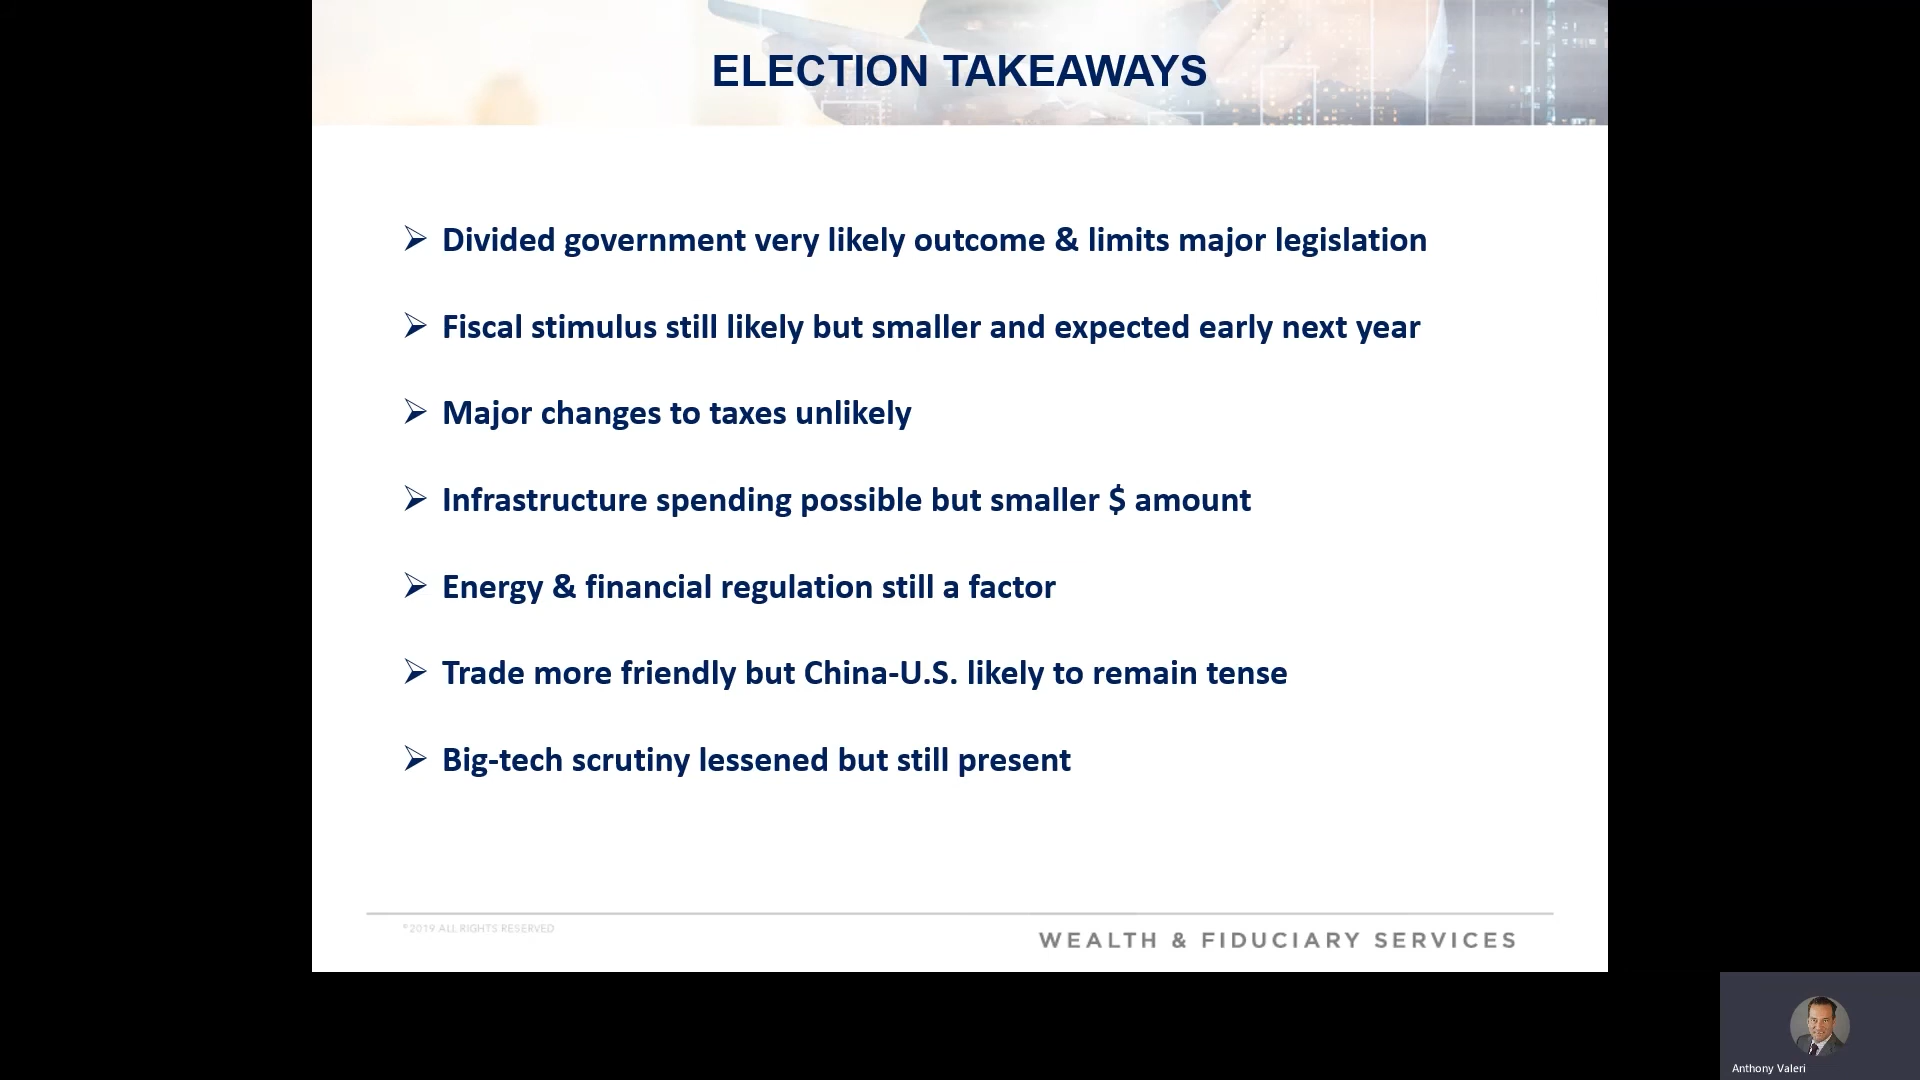 ELECTION TAKEAWAYS
➢ Divided government very likely outcome & limits major legislation
➢ Fiscal stimulus still likely but smaller and expected early next year
➢ Major changes to taxes unlikely
➢ Infrastructure spending possible but smaller $ amount
➢ Energy & financial regulation still a factor
➢ Trade more friendly but China-U.S. likely to remain tense
➢ Big-tech scrutiny lessened but still present
©2019 ALL RIGHTS RESERVED
WEALTH & FIDUCIARY SERVICES
Anthony Valeri